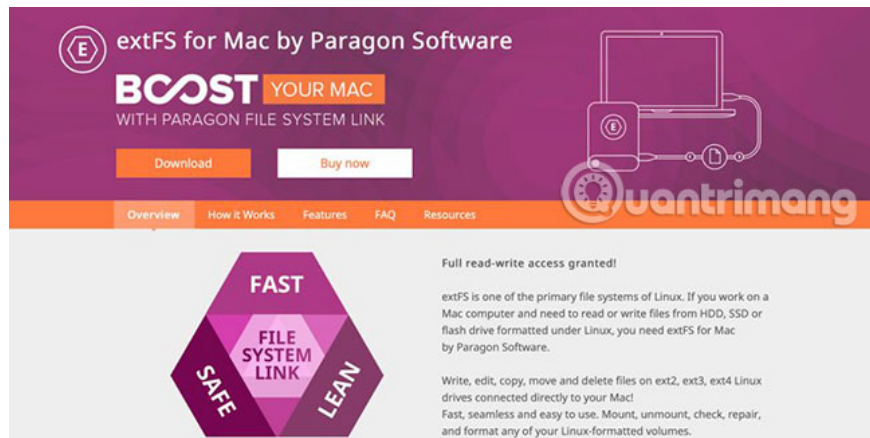 E
extFS for Mac by Paragon Software
BOOST YOUR MAC
WITH PARAGON FILE SYSTEM LINK
E
Download
Buy now
Quantrimang
Overview
How it Works
Features
FAQ
Resources
FAST
FILE
SYSTEM
LINK
SAFE
LEAN
Full read-write access granted!
extFS is one of the primary file systems of Linux. If you work on a
Mac computer and need to read or write files from HDD, SSD or
flash drive formatted under Linux, you need extFS for Mac
by Paragon Software.
Write, edit, copy, move and delete files on ext2, ext3, ext4 Linux
drives connected directly to your Mac!
Fast, seamless and easy to use. Mount, unmount, check, repair,
and format any of your Linux-formatted volumes.